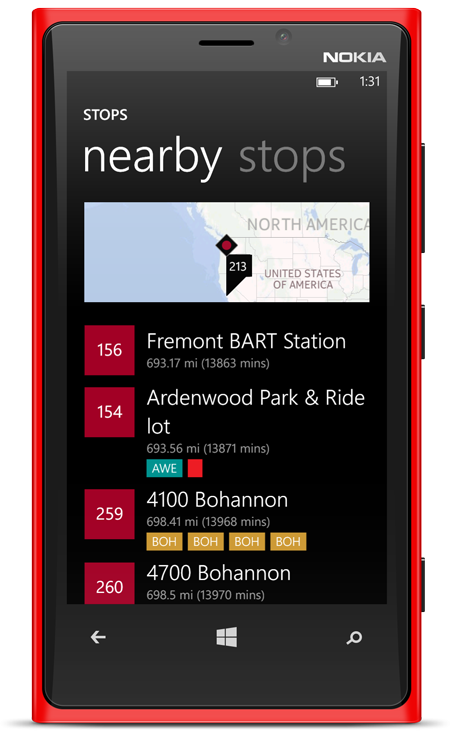 NOKIA
1:31
STOPS
nearby stops
NORTH AMERICA
213
UNITED STATES
OF AMERICA
156
Fremont BART Station
693.17 mi (13863 mins)
154
Ardenwood Park & Ride
lot
693.56 mi (13871 mins)
AWE
259
4100 Bohannon
698.41 mi (13968 mins)
BOH BOH BOH BOH
260
4700 Bohannon
698.5 mi (13970 mins)